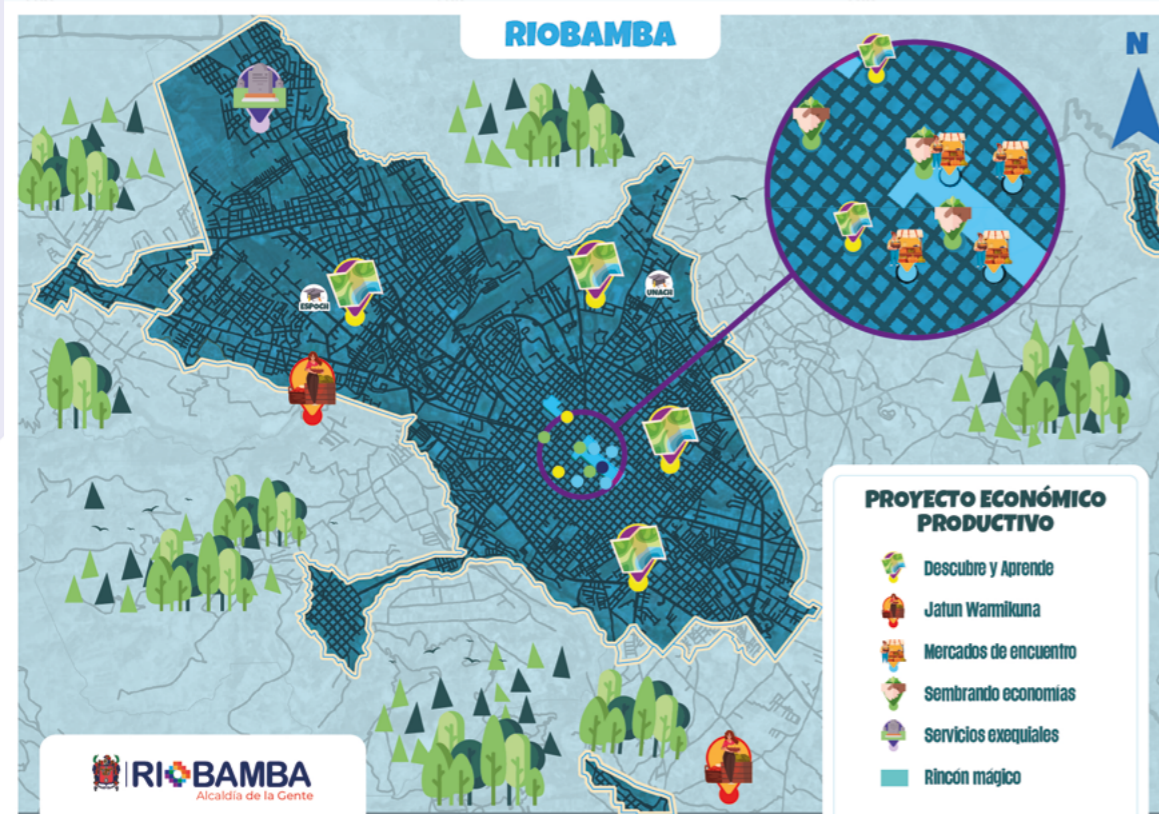 RIOBAMBA
N
ESPOCH
UNACH
PROYECTO ECONÓMICO
PRODUCTIVO
Descubre y Aprende
Jatun Warmikuna
Mercados de encuentro
Sembrando economías
Servicios exequiales
Rincón mágico
RIOBAMBA
Alcaldía de la Gente